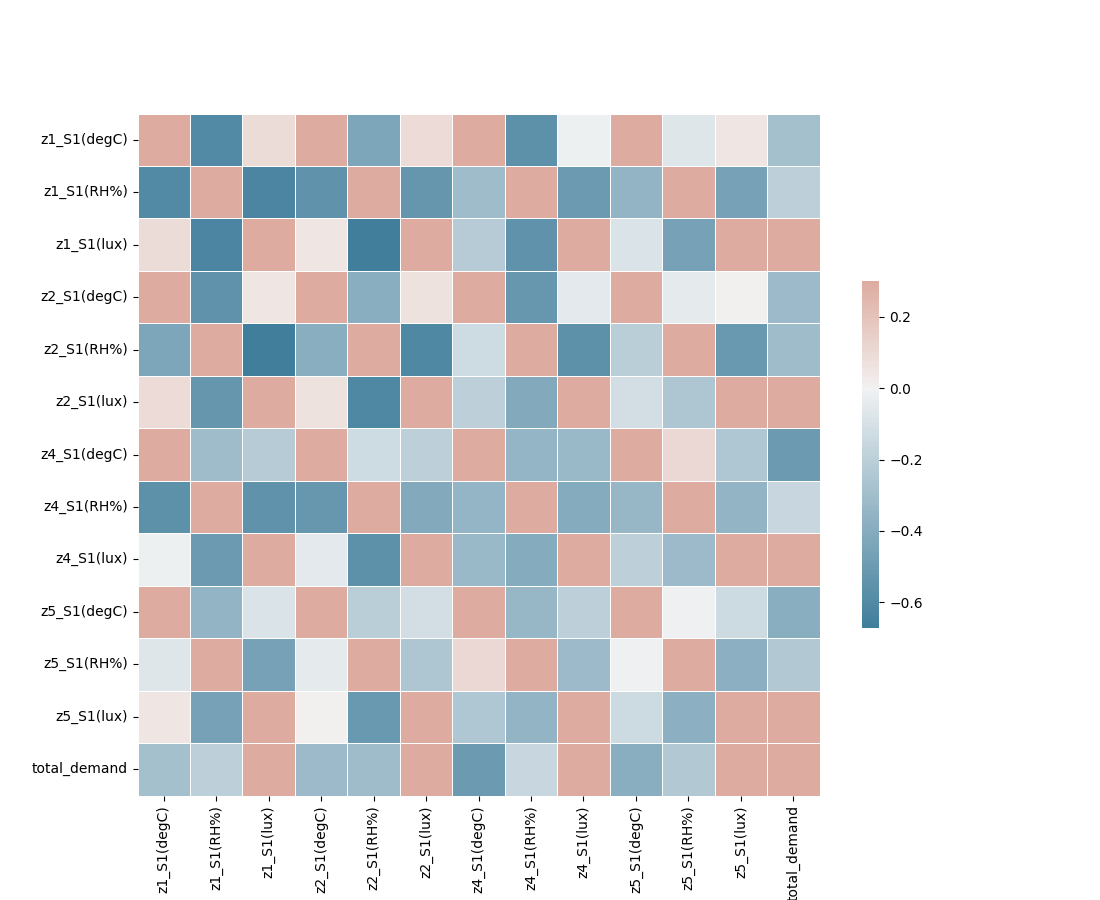 z1_S1(degC)
z1_S1(RH%)
z1_S1(lux)
z2_S1(degC)
z2_S1(RH%)
z2_S1(lux)
z4_S1(degC)
z4_S1(RH%)
z4_S1(lux)
z5_S1(degC)
z5_S1(RH%)
z5_S1(lux)
total_demand
z1_S1(degC)
z1_S1(RH%)
z1_S1(lux)
z2_S1(degC)
z2_S1(RH%)
z2_S1(lux)
z4_S1(degC)
z4_S1(RH%)
z4_S1(lux)
z5_S1(degC)
z5_S1(RH%)
z5_S1(lux)
total_demand
0.2
0.0
−0.2
−0.4
−0.6